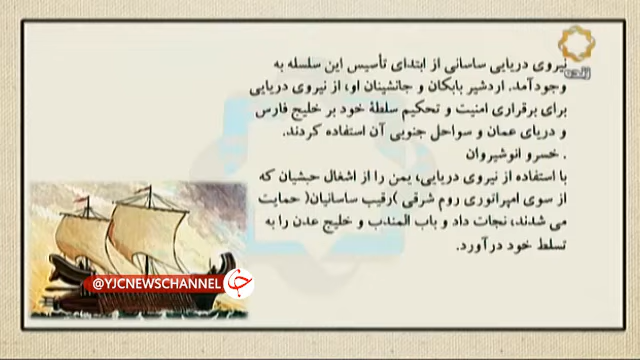 نیروی دریایی ساسانی از ابتدای تأسیس این سلسله به
وجودآمد. اردشیر بابکان و جانشینان او، از نیروی دریایی
برای برقراری امنیت و تحکیم سلطهٔ خود بر خلیج فارس
و دریای عمان و سواحل جنوبی آن استفاده کردند.
. خسرو انوشیروان
با استفاده از نیروی دریایی، یمن را از اشغال حبشیان که
از سوی امپراتوری روم شرقی )رقیب ساسانیان( حمایت
می شدند، نجات داد و باب المندب و خلیج عدن را به
تسلط خود درآورد.
زنده
@YJCNEWSCHANNEL